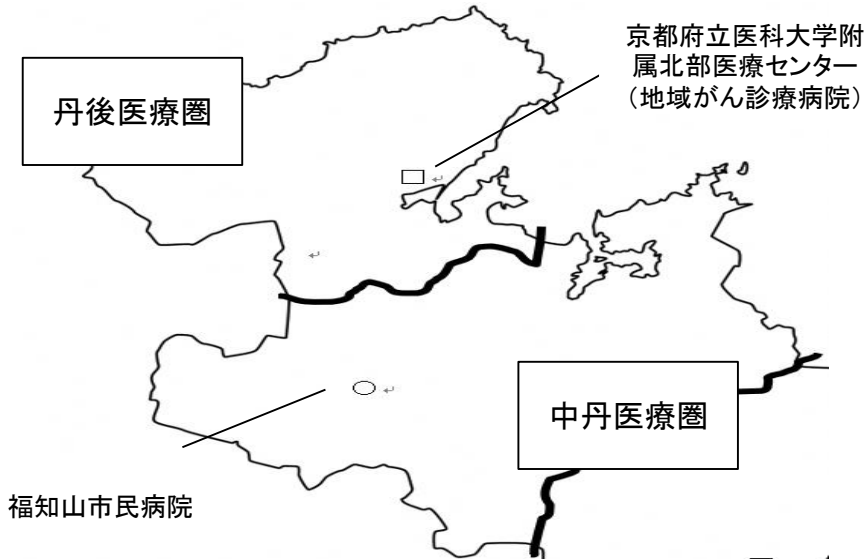 京都府立医科大学附
属北部医療センター
（地域がん診療病院）
丹後医療圏
中丹医療圏
福知山市民病院